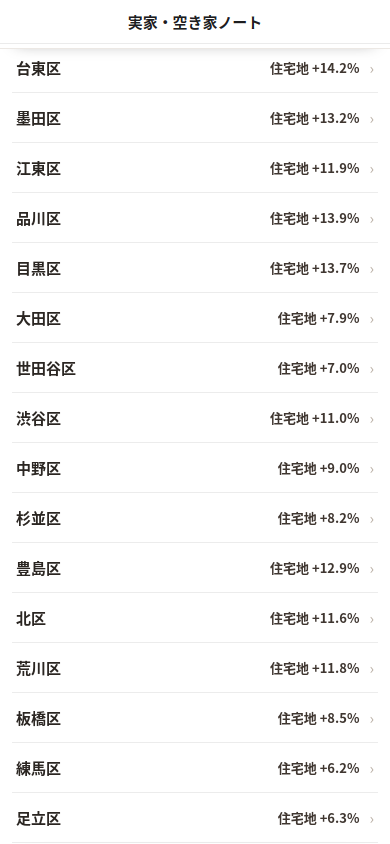 実家・空き家ノート
台東区 住宅地 +14.2% ›
墨田区 住宅地 +13.2% ›
江東区 住宅地 +11.9% ›
品川区 住宅地 +13.9% ›
目黒区 住宅地 +13.7% ›
大田区 住宅地 +7.9% ›
世田谷区 住宅地 +7.0% ›
渋谷区 住宅地 +11.0% ›
中野区 住宅地 +9.0% ›
杉並区 住宅地 +8.2% ›
豊島区 住宅地 +12.9% ›
北区 住宅地 +11.6% ›
荒川区 住宅地 +11.8% ›
板橋区 住宅地 +8.5% ›
練馬区 住宅地 +6.2% ›
足立区 住宅地 +6.3% ›